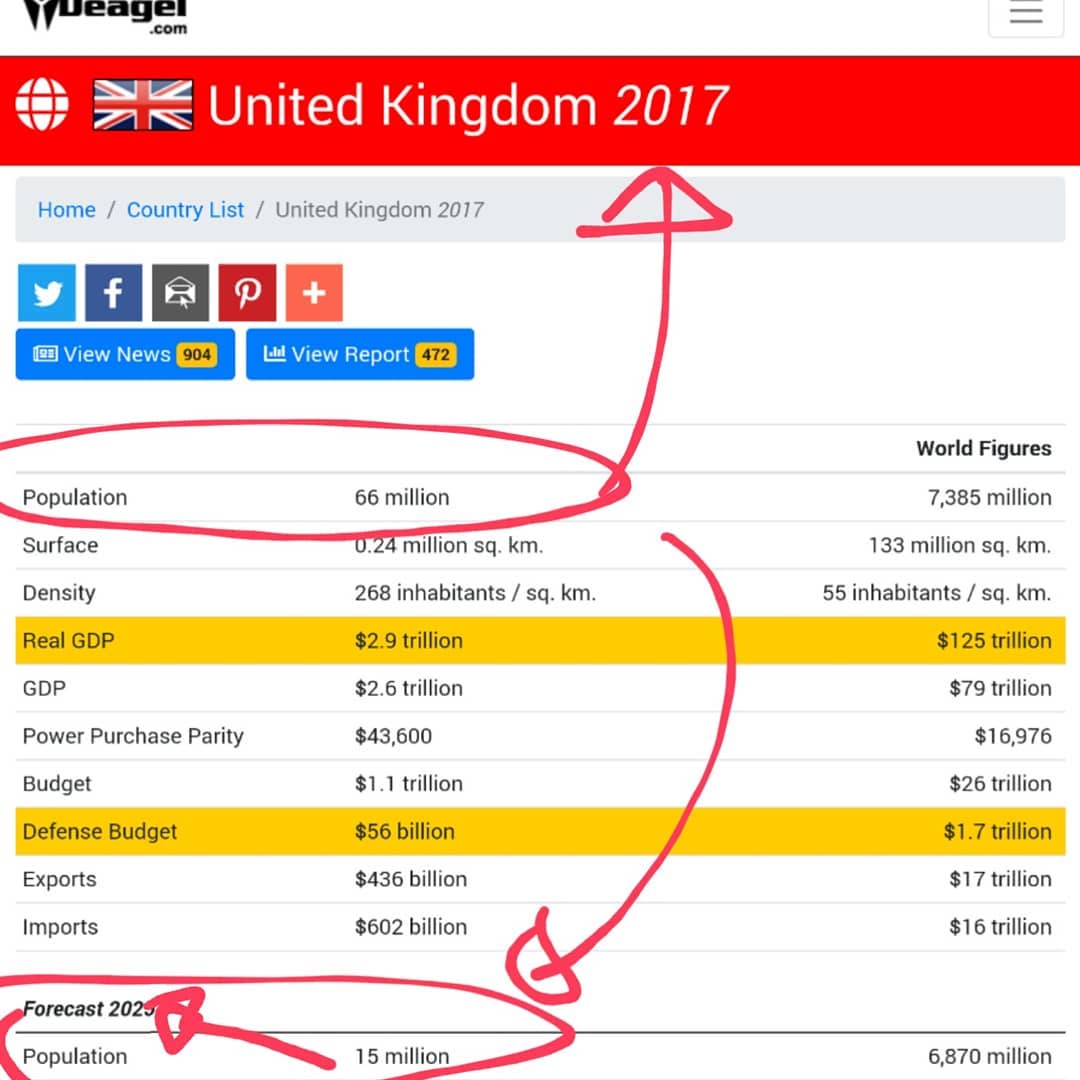 Deagel
.com
United Kingdom 2017
Home / Country List / United Kingdom 2017
View News 904 View Report 472
World Figures
Population 66 million 7,385 million
Surface 0.24 million sq. km. 133 million sq. km.
Density 268 inhabitants / sq. km. 55 inhabitants / sq. km.
Real GDP $2.9 trillion $125 trillion
GDP $2.6 trillion $79 trillion
Power Purchase Parity $43,600 $16,976
Budget $1.1 trillion $26 trillion
Defense Budget $56 billion $1.7 trillion
Exports $436 billion $17 trillion
Imports $602 billion $16 trillion
Forecast 2025
Population 15 million 6,870 million